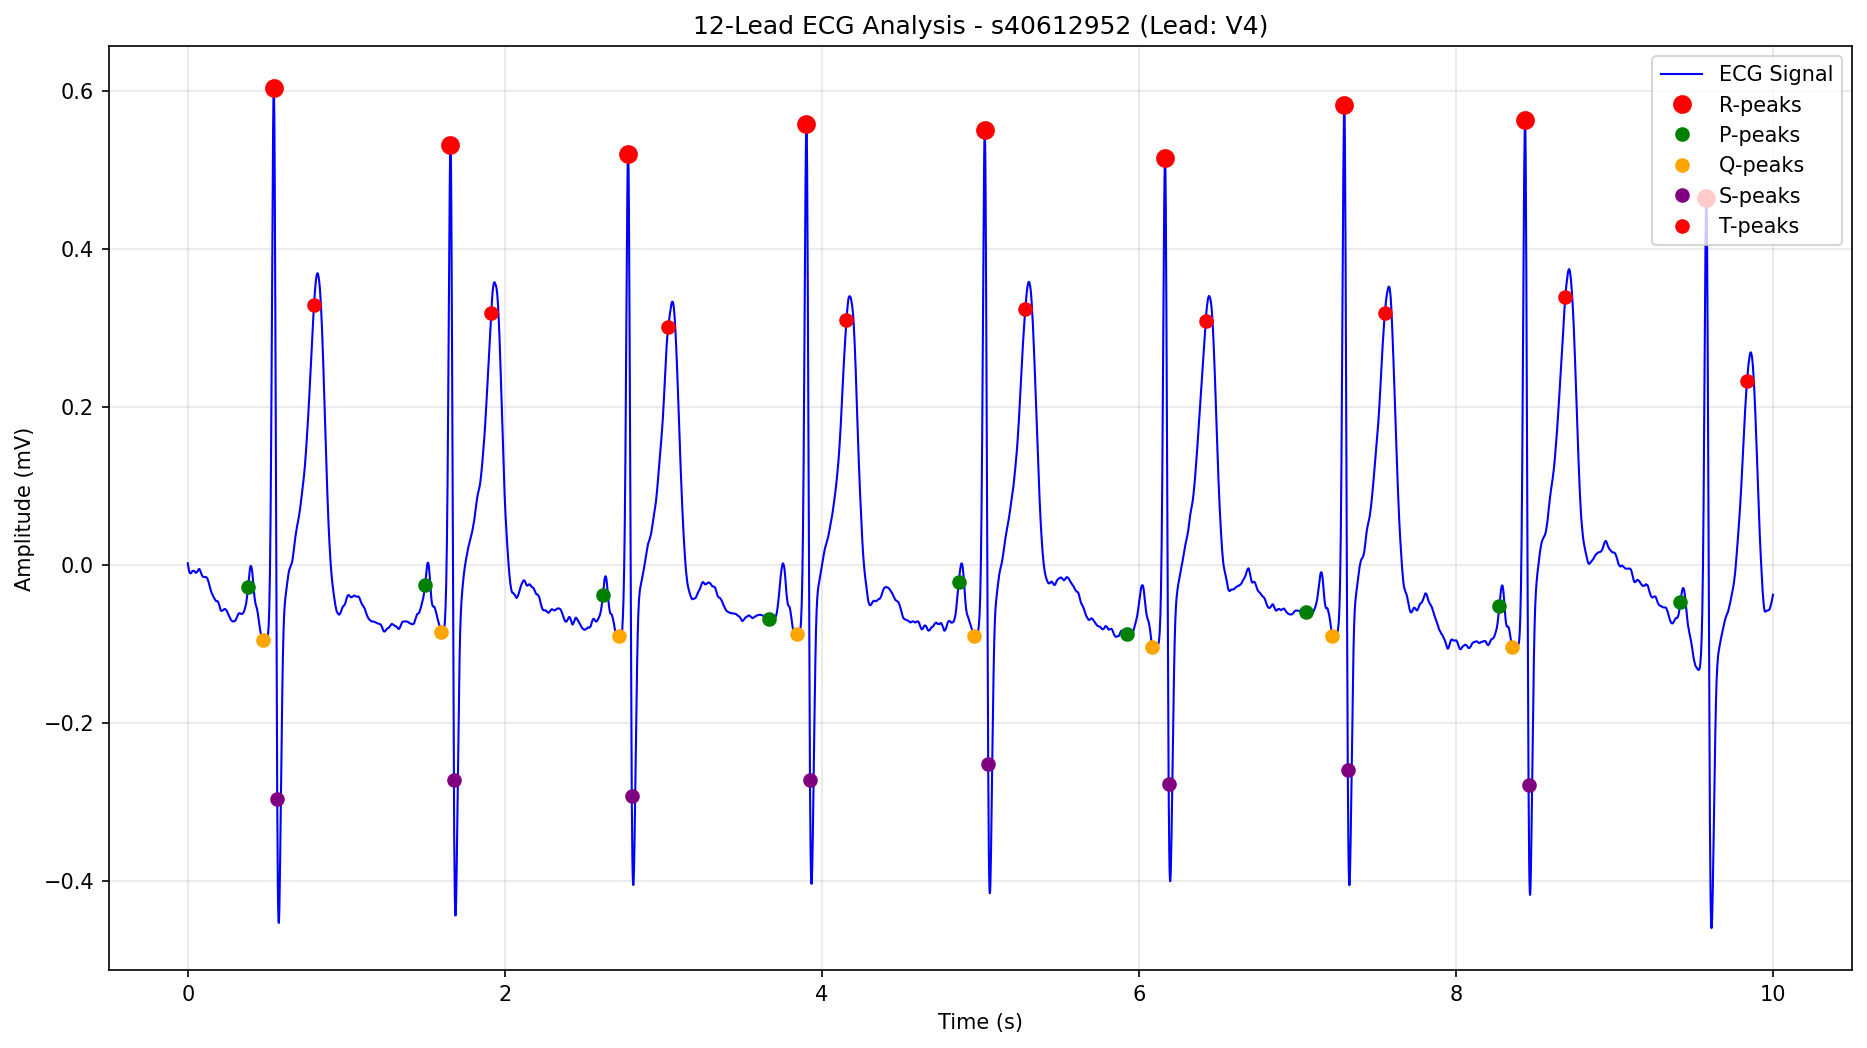 12-Lead ECG Analysis - s40612952 (Lead: V4)
ECG Signal
R-peaks
P-peaks
Q-peaks
S-peaks
T-peaks
Amplitude (mV)
0.6
0.4
0.2
0.0
−0.2
−0.4
0 2 4 6 8 10
Time (s)